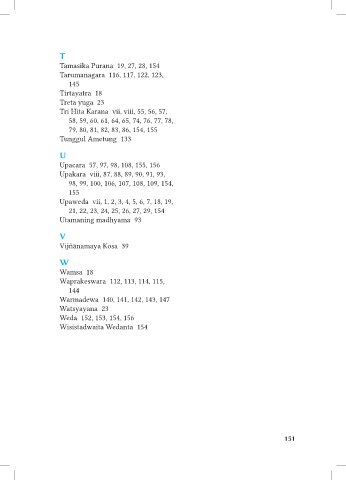 T
Tamasika Purana 19, 27, 28, 154
Tarumanagara 116, 117, 122, 123,
145
Tirtayatra 18
Treta yuga 23
Tri Hita Karana vii, viii, 55, 56, 57,
58, 59, 60, 61, 64, 65, 74, 76, 77, 78,
79, 80, 81, 82, 83, 86, 154, 155
Tunggul Ametung 133
U
Upacara 57, 97, 98, 108, 155, 156
Upakara viii, 87, 88, 89, 90, 91, 93,
98, 99, 100, 106, 107, 108, 109, 154,
155
Upaweda vii, 1, 2, 3, 4, 5, 6, 7, 18, 19,
21, 22, 23, 24, 25, 26, 27, 29, 154
Utamaning madhyama 93
V
Vijñānamaya Kosa 39
W
Wamsa 18
Waprakeswara 112, 113, 114, 115,
144
Warmadewa 140, 141, 142, 143, 147
Watsyayana 23
Weda 152, 153, 154, 156
Wisistadwaita Wedanta 154
151